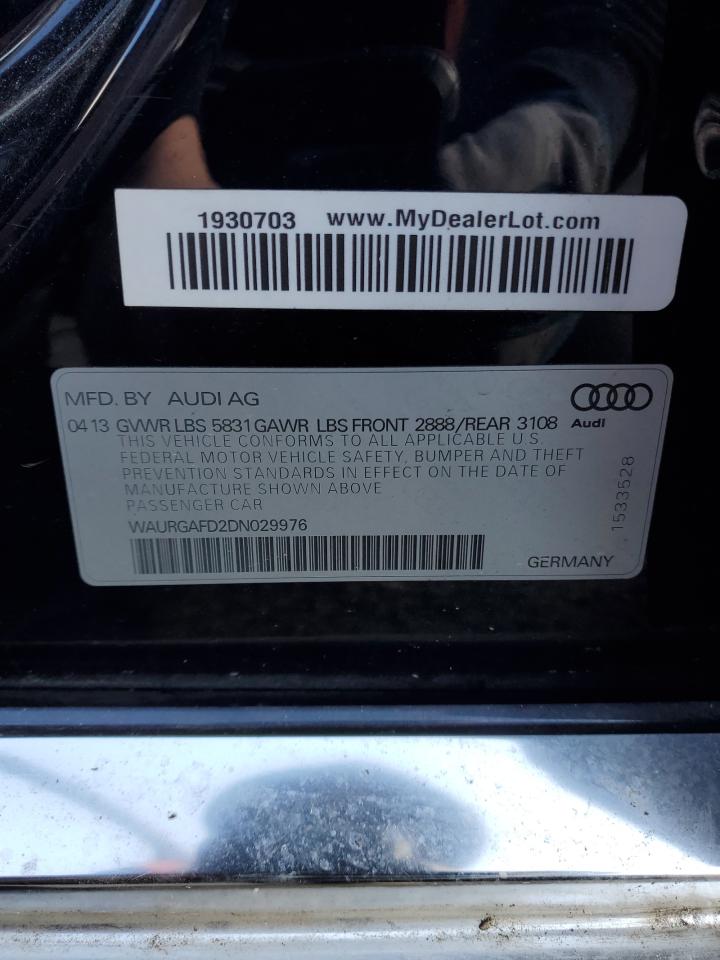 1930703 www.MyDealerLot.com
MFD. BY AUDI AG
04 13 GVWR LBS 5831 GAWR LBS FRONT 2888/REAR 3108 Audi
THIS VEHICLE CONFORMS TO ALL APPLICABLE U.S.
FEDERAL MOTOR VEHICLE SAFETY, BUMPER AND THEFT
PREVENTION STANDARDS IN EFFECT ON THE DATE OF
MANUFACTURE SHOWN ABOVE
PASSENGER CAR
WAURGAFD2DN029976
GERMANY
1533528